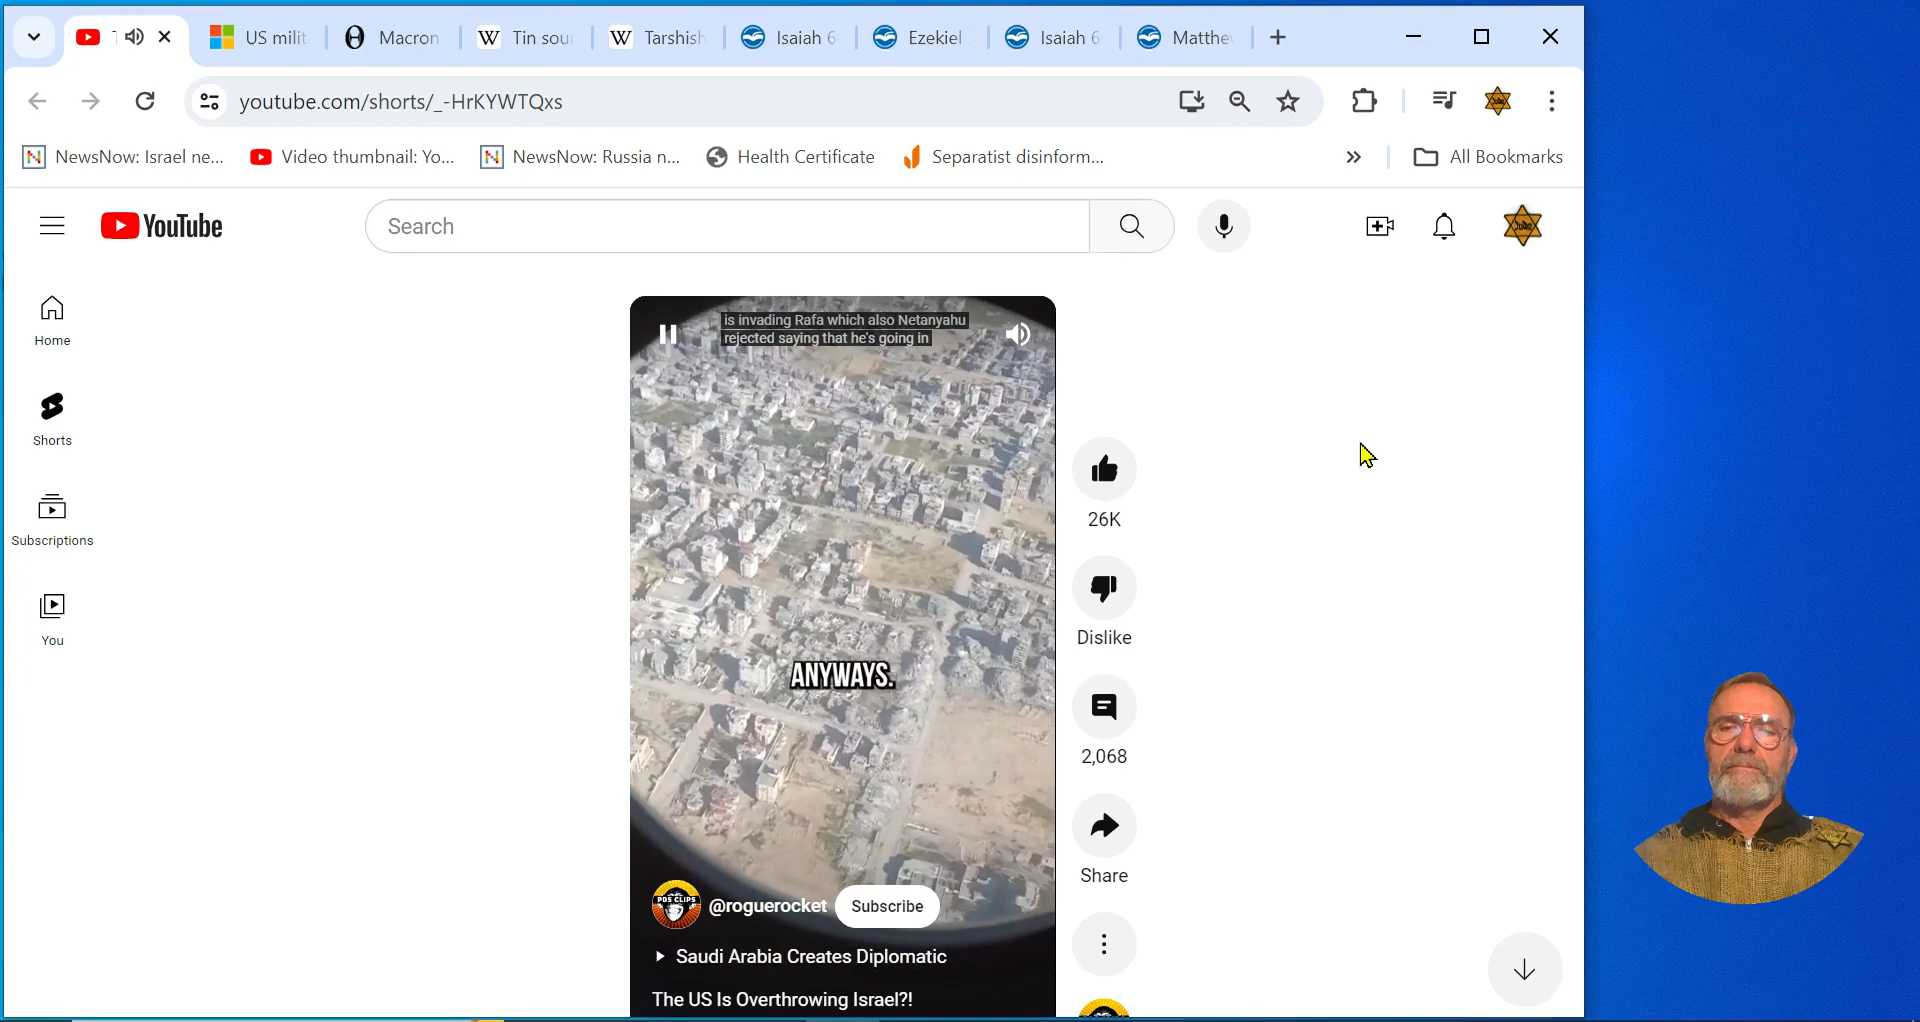 US milit
Macron
Tin sour
Tarshish
Isaiah 6
Ezekiel
Isaiah 6
Matthe
youtube.com/shorts/_-HrKYWTQxs
NewsNow: Israel ne...
Video thumbnail: Yo...
NewsNow: Russia n...
Health Certificate
Separatist disinform...
All Bookmarks
YouTube
Search
Home
Shorts
Subscriptions
You
is invading Rafa which also Netanyahu
rejected saying that he's going in
ANYWAYS.
PDS CLIPS
@roguerocket
Subscribe
Saudi Arabia Creates Diplomatic
The US Is Overthrowing Israel?!
26K
Dislike
2,068
Share